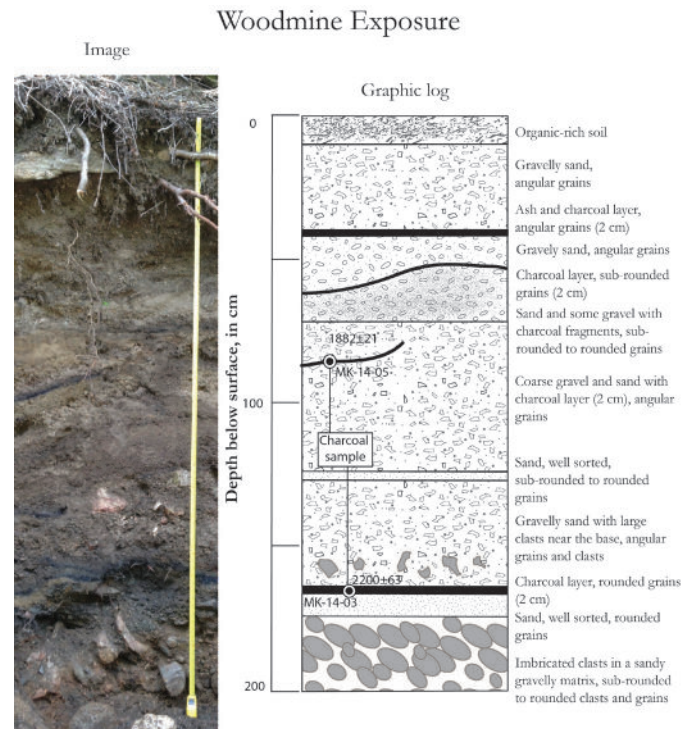 Woodmine Exposure
Image
Graphic log
Depth below surface, in cm
0
100
200
Organic-rich soil
Gravelly sand,
angular grains
Ash and charcoal layer,
angular grains (2 cm)
Gravely sand, angular grains
Charcoal layer, sub-rounded
grains (2 cm)
Sand and some gravel with
charcoal fragments, sub-
rounded to rounded grains
1882±21
MK-14-05
Coarse gravel and sand with
charcoal layer (2 cm), angular
grains
Charcoal
sample
Sand, well sorted,
sub-rounded to rounded
grains
Gravelly sand with large
clasts near the base, angular
grains and clasts
2200±63
MK-14-03
Charcoal layer, rounded grains
(2 cm)
Sand, well sorted, rounded
grains
Imbricated clasts in a sandy
gravelly matrix, sub-rounded
to rounded clasts and grains